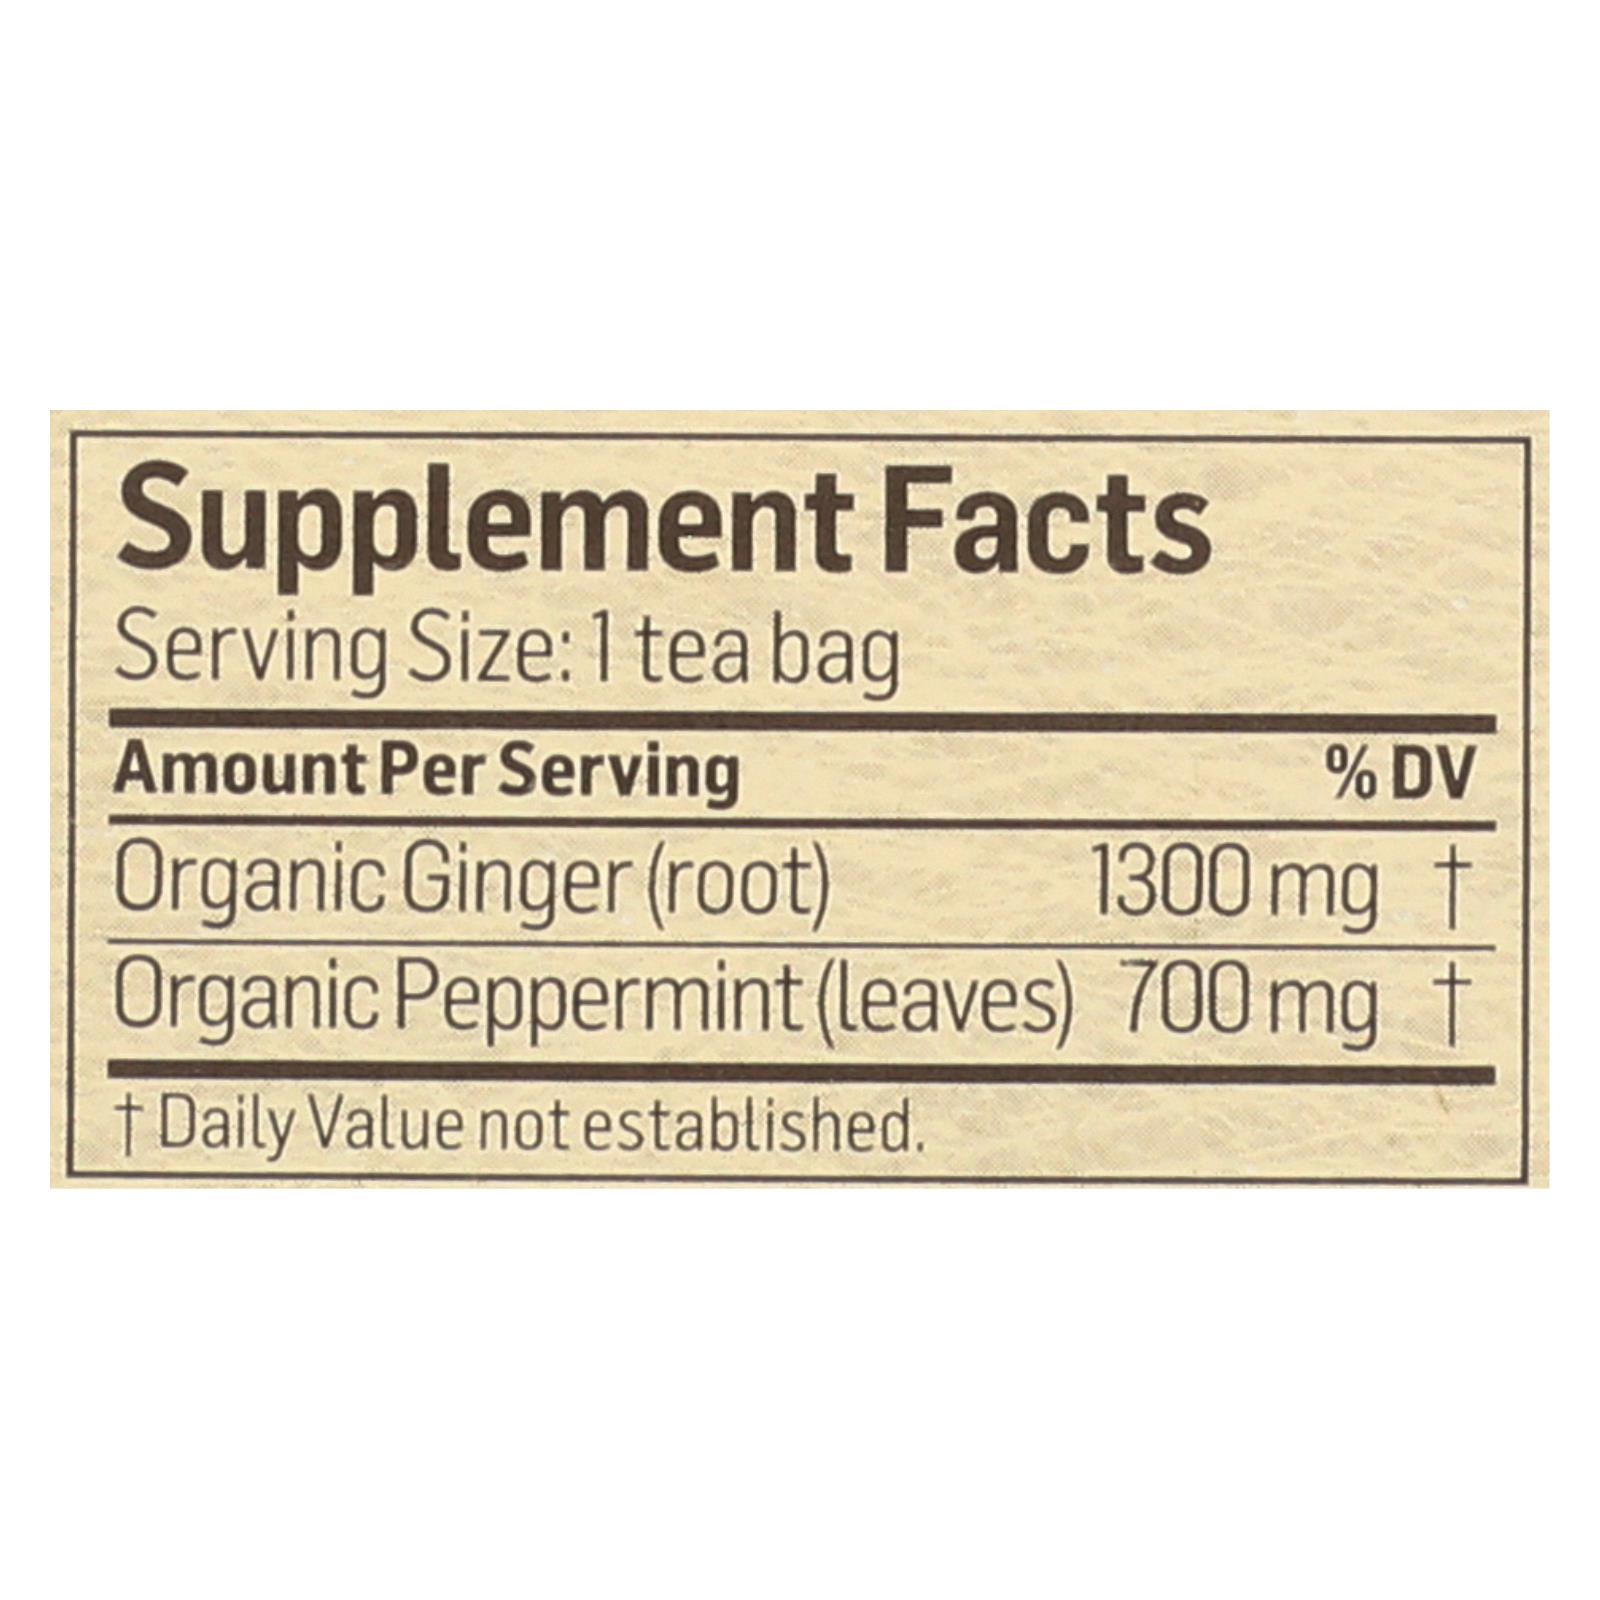 Supplement Facts
Serving Size: 1 tea bag
Amount Per Serving % DV
Organic Ginger (root) 1300 mg †
Organic Peppermint (leaves) 700 mg †
† Daily Value not established.